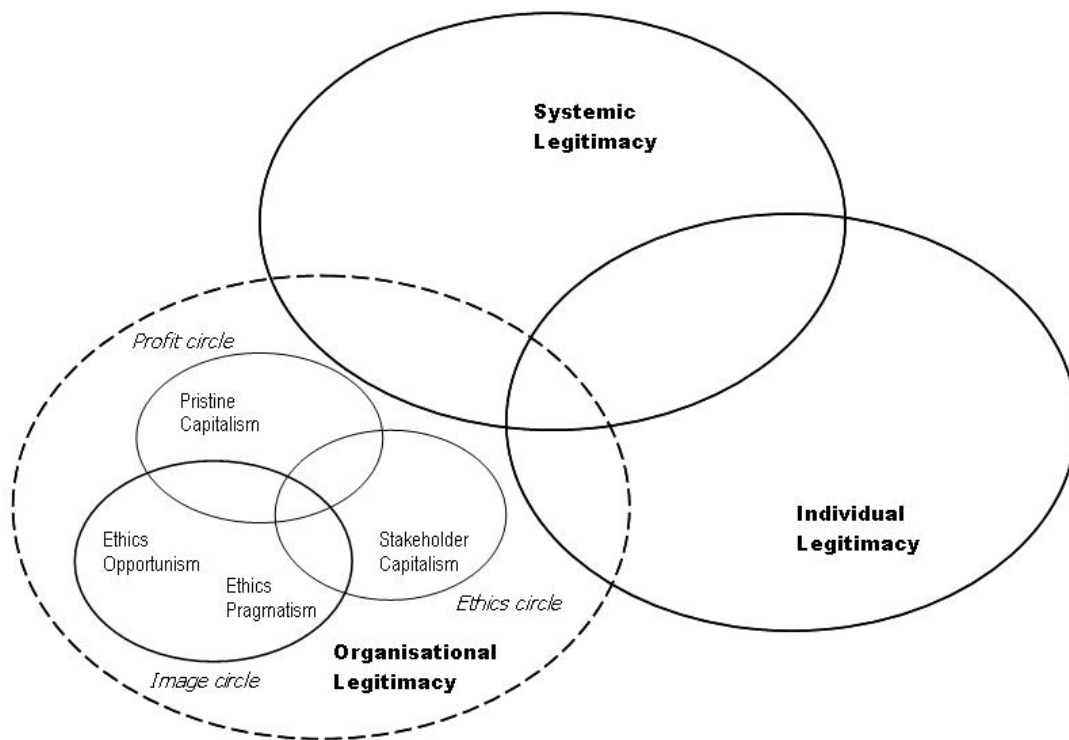 Systemic
Legitimacy
Profit circle
Pristine
Capitalism
Individual
Legitimacy
Ethics
Opportunism
Stakeholder
Capitalism
Ethics
Pragmatism
Ethics circle
Organisational
Legitimacy
Image circle